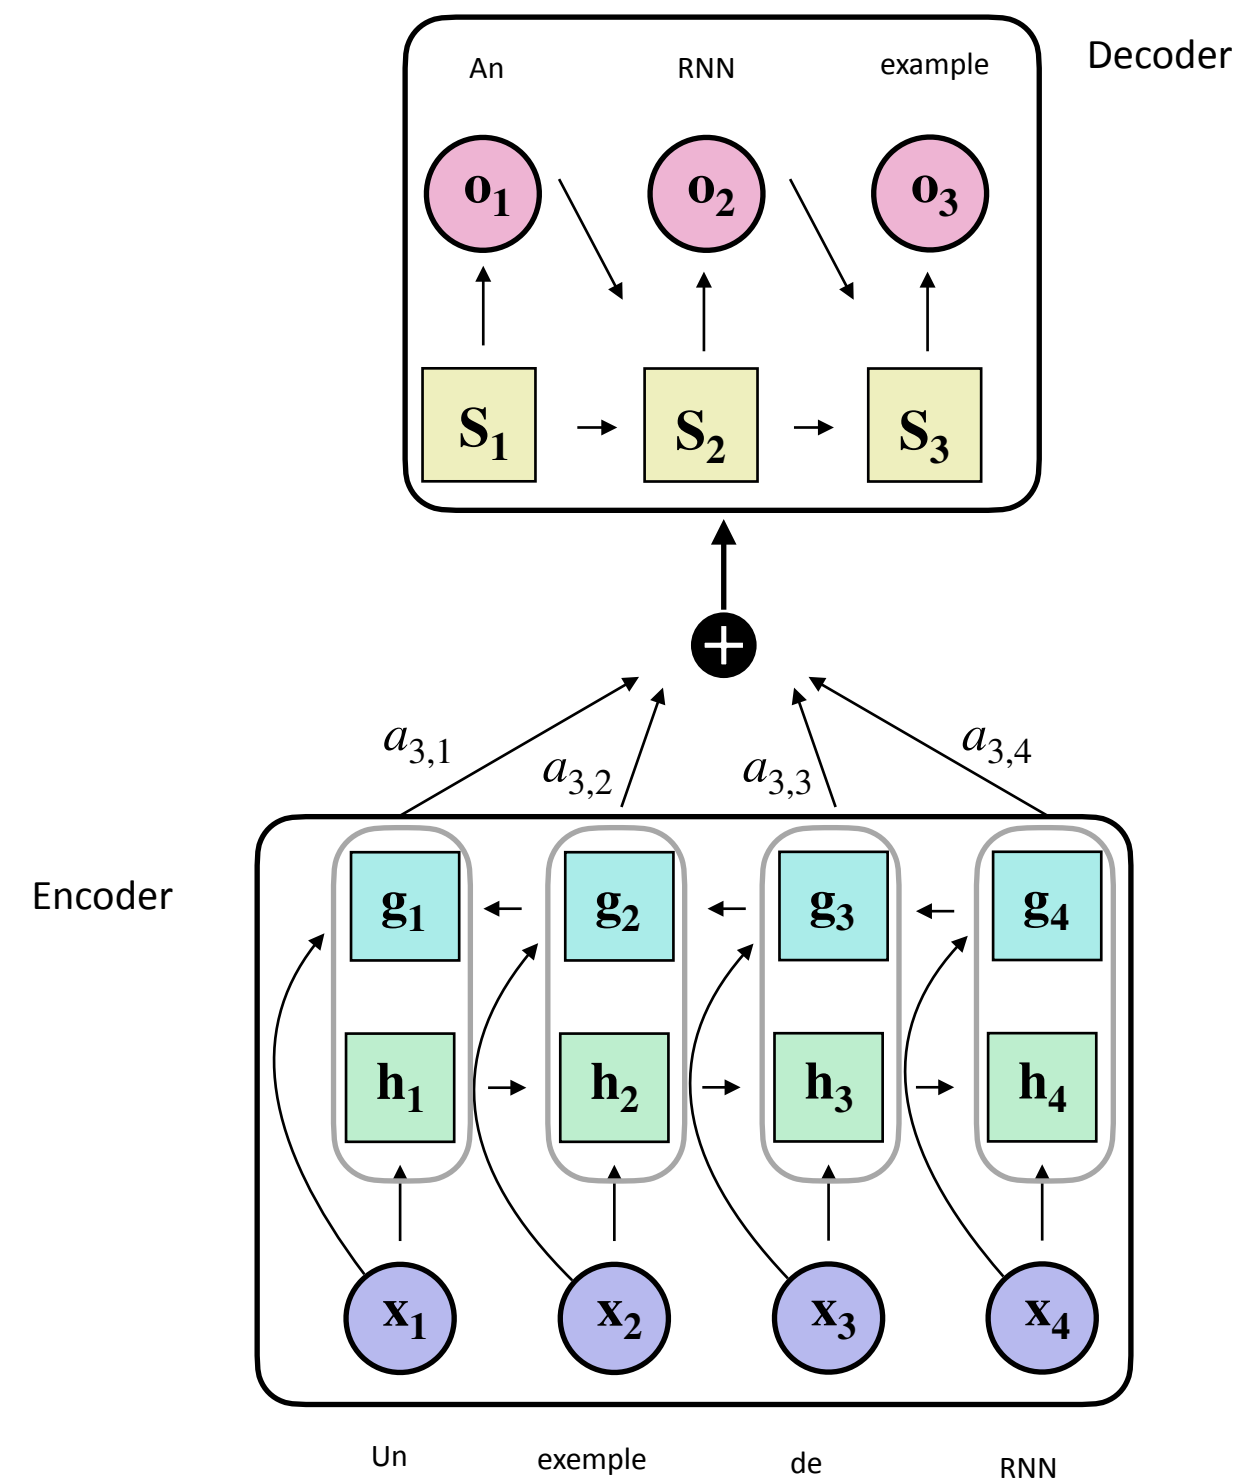 Decoder
An RNN example
o1 o2 o3
S1 S2 S3
+
a3,1 a3,2 a3,3 a3,4
Encoder
g1 g2 g3 g4
h1 h2 h3 h4
x1 x2 x3 x4
Un exemple de RNN